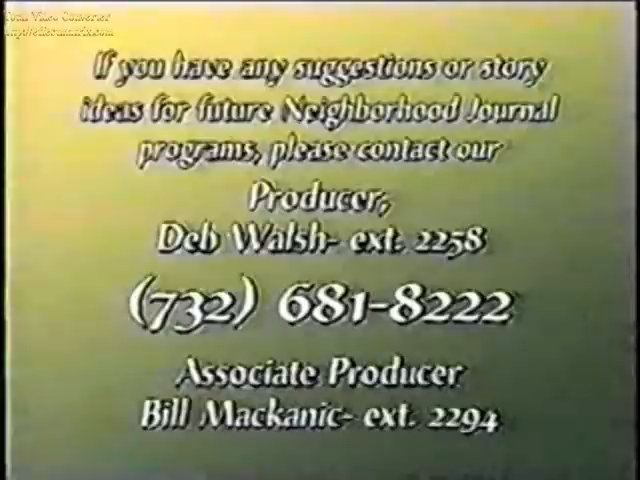 If you have any suggestions or story
ideas for future Neighborhood Journal
programs, please contact our
Producer,
Deb Walsh- ext. 2258
(732) 681-8222
Associate Producer
Bill Mackanic- ext. 2294